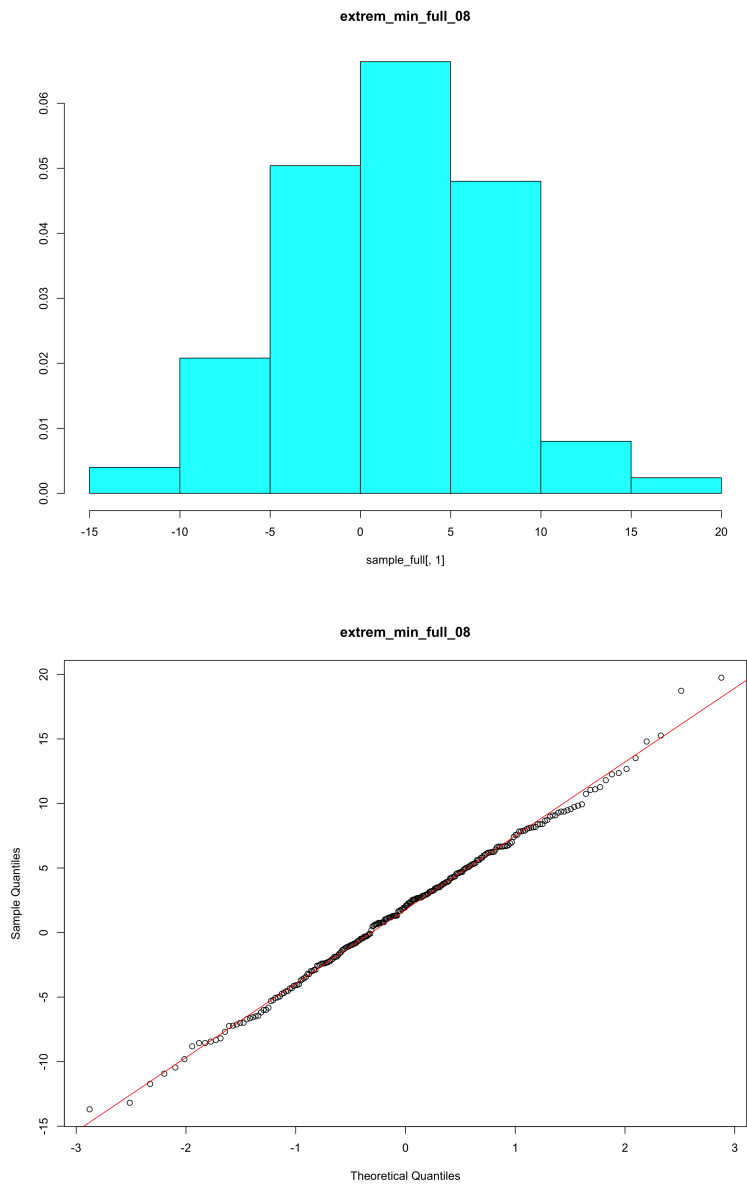 extrem_min_full_08
0.06
0.05
0.04
0.03
0.02
0.01
0.00
-15 -10 -5 0 5 10 15 20
sample_full[, 1]
extrem_min_full_08
Sample Quantiles
20
15
10
5
0
-5
-10
-15
-3 -2 -1 0 1 2 3
Theoretical Quantiles